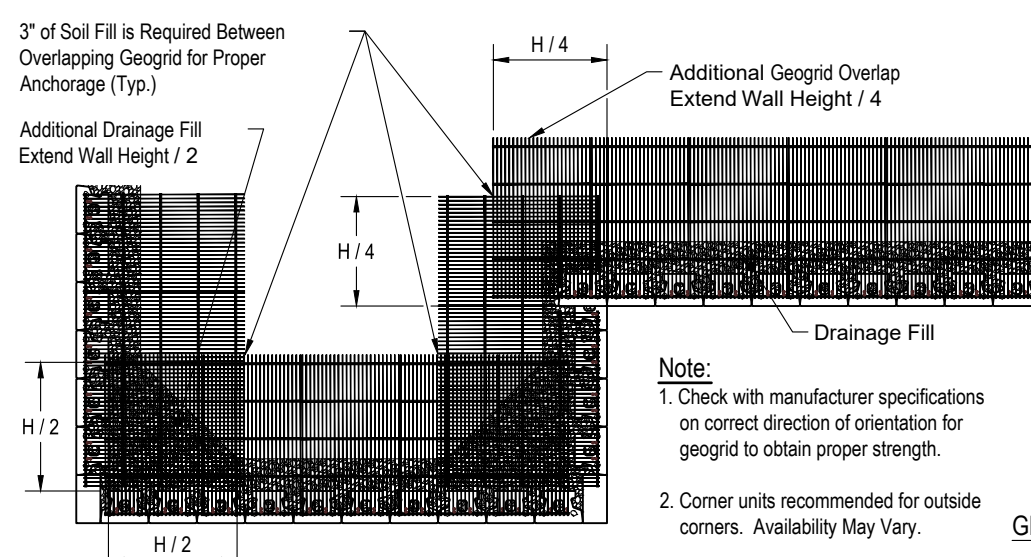 3" of Soil Fill is Required Between
Overlapping Geogrid for Proper
Anchorage (Typ.)
H / 4
Additional Geogrid Overlap
Extend Wall Height / 4
Additional Drainage Fill
Extend Wall Height / 2
H / 4
Drainage Fill
H / 2
Note:
1. Check with manufacturer specifications
on correct direction of orientation for
geogrid to obtain proper strength.
2. Corner units recommended for outside
corners. Availability May Vary.
H / 2